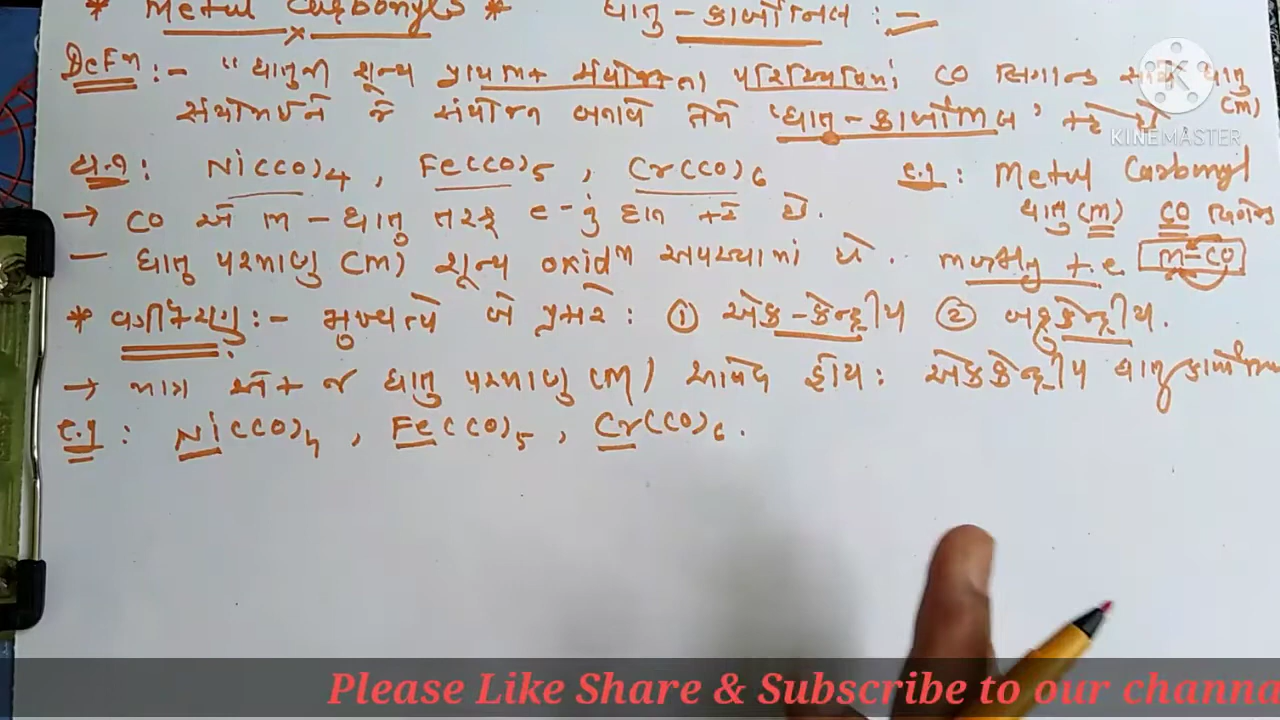 * Metal Carbonyls * ધાતુ - કાર્બોનિલ : -
Defn :- "ધાતુની શૂન્ય પ્રાથમિક સંયોજકતા પરિસ્થિતિમાં CO લિગાન્ડ સાથે ધાતુ (m)
સંયોજાઈને જે સંયોજન બનાવે તેને "ધાતુ - કાર્બોનિલ" કહે છે.
દા.ત : Ni(CO)4 , Fe(CO)5 , Cr(CO)6 e.g : Metal Carbonyl
→ CO એ m - ધાતુ તરફ e- નું દાન કરે છે. ધાતુ (m) CO
- ધાતુ પરમાણુ (m) શૂન્ય oxidn અવસ્થામાં છે. m-CO
* વર્ગીકરણ :- મુખ્યત્વે બે પ્રકારે : ① એક - કેન્દ્રીય ② બહુકેન્દ્રીય.
→ માત્ર એક જ ધાતુ પરમાણુ (m) આવેલ હોય : એકકેન્દ્રીય ધાતુ
e.g : Ni(CO)4 , Fe(CO)5 , Cr(CO)6 .
KINEMASTER
Please Like Share & Subscribe to our channa